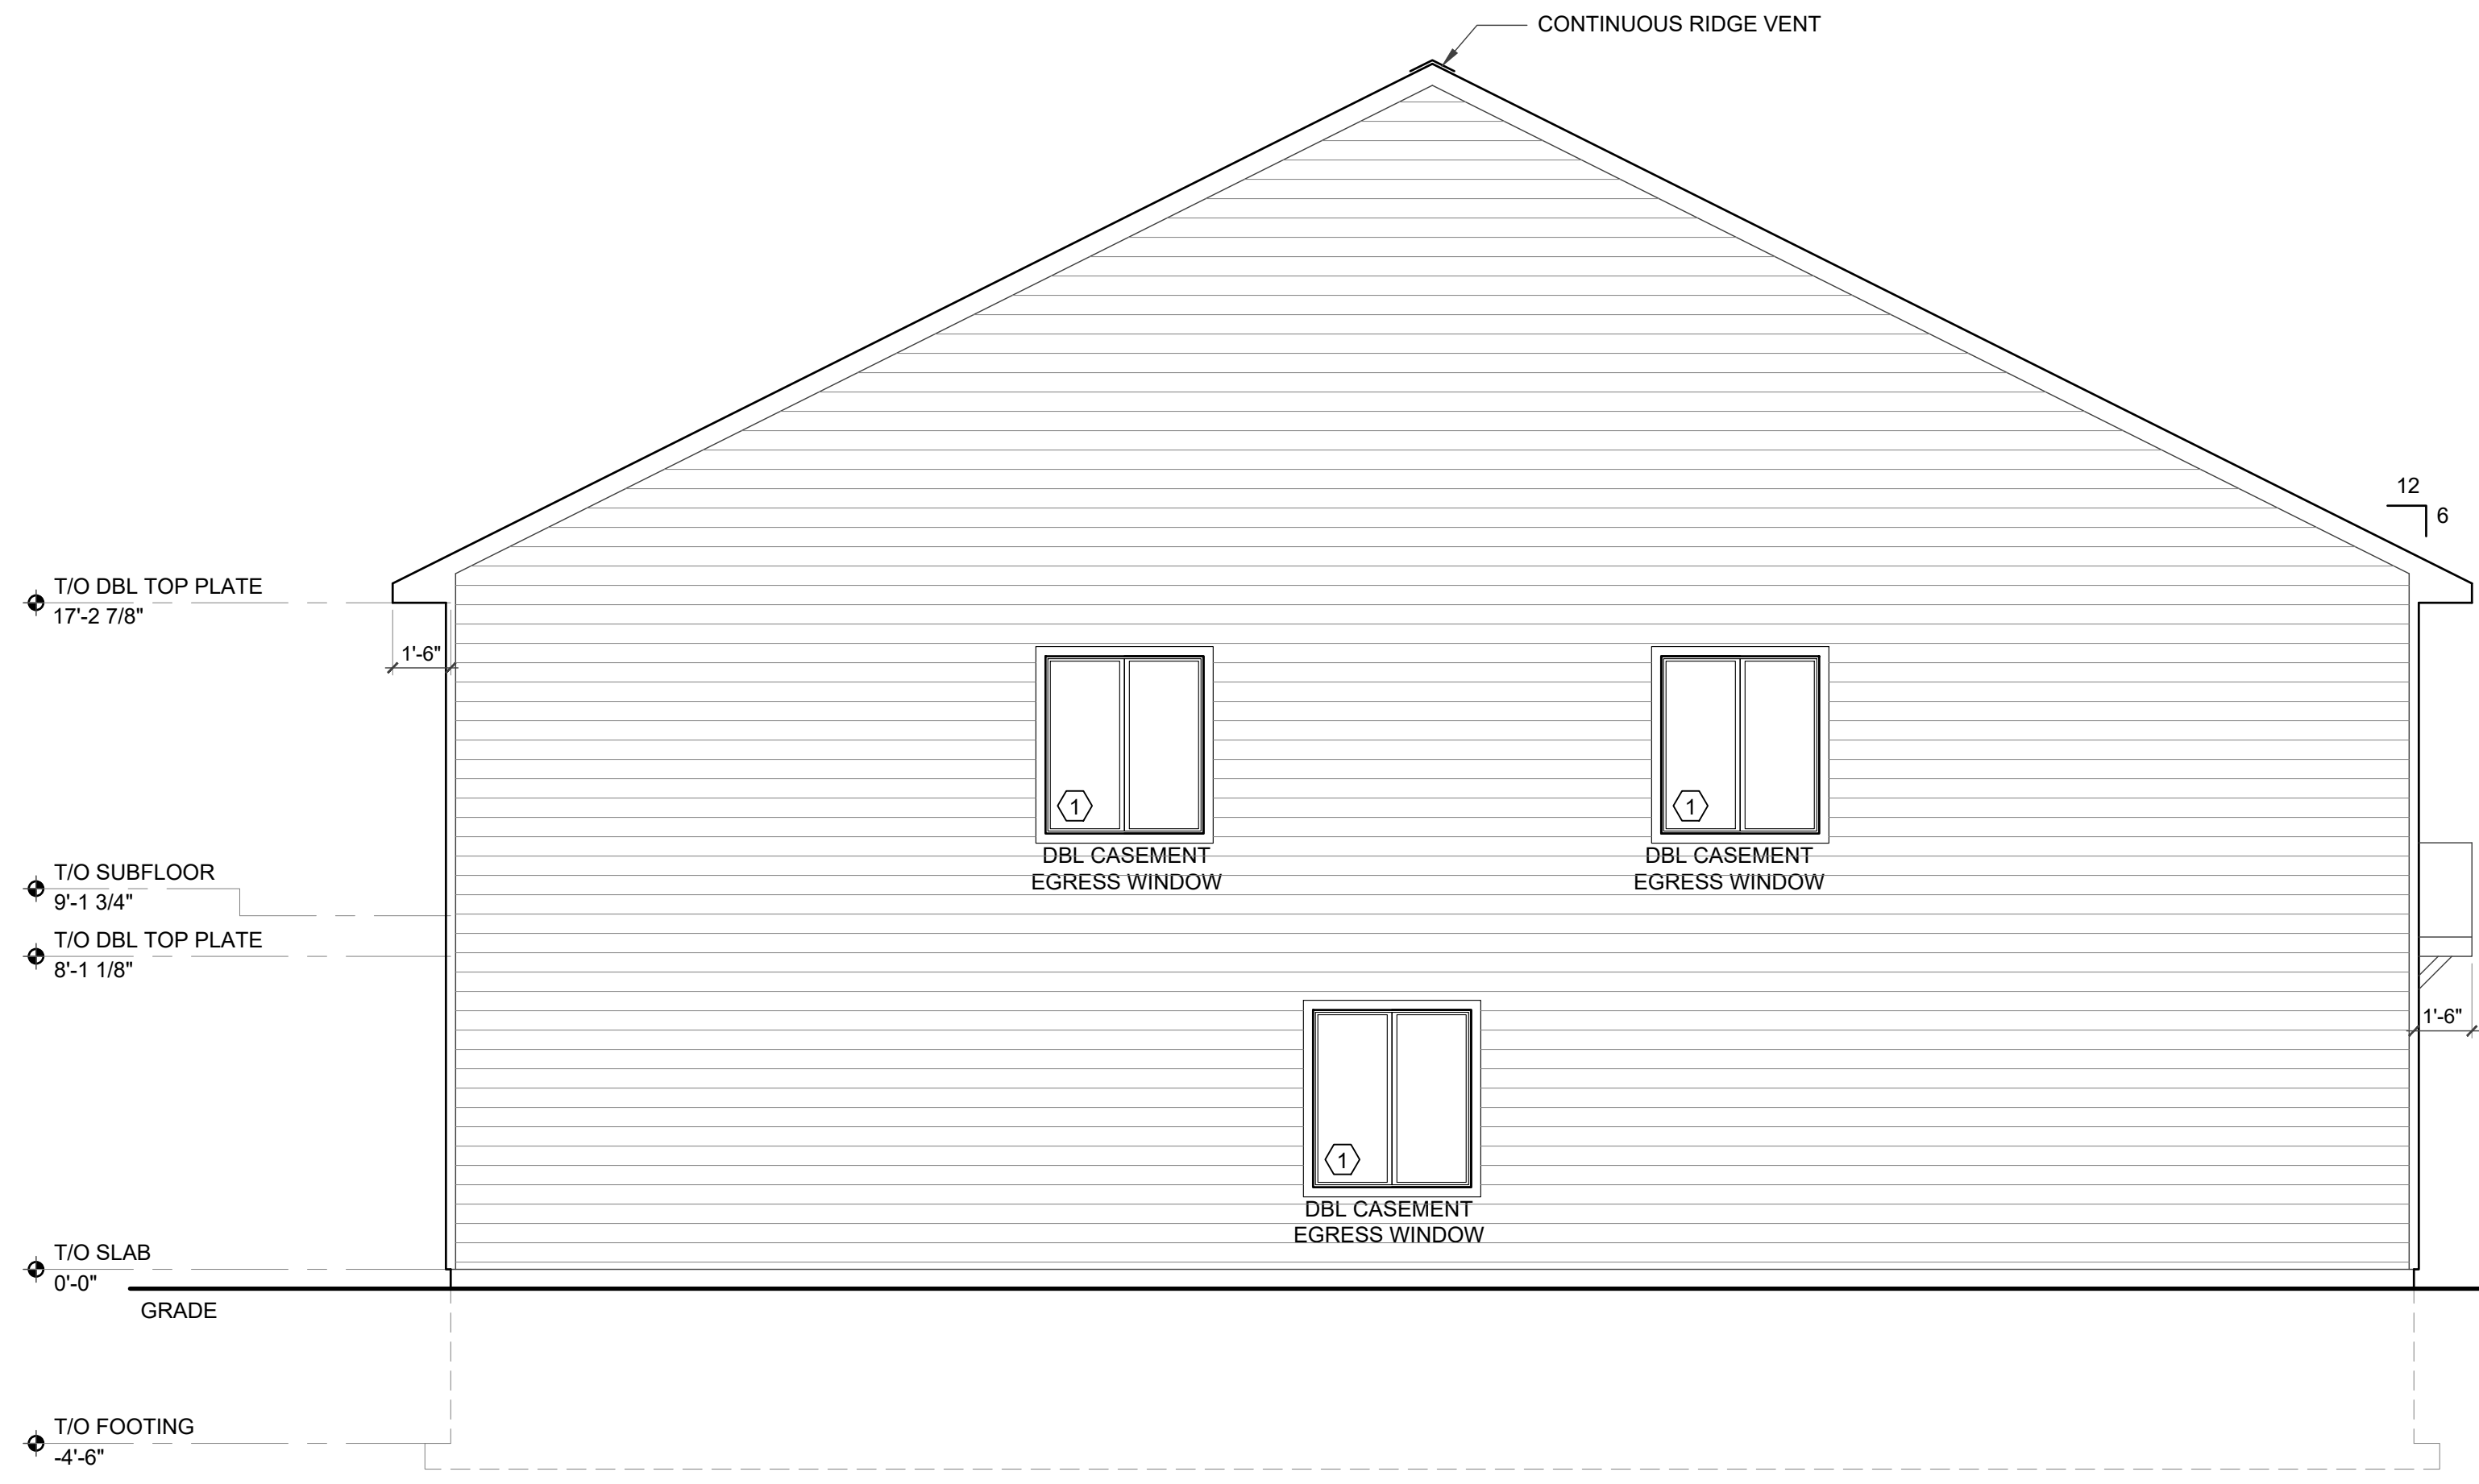 CONTINUOUS RIDGE VENT
12
6
T/O DBL TOP PLATE
17'-2 7/8"
1'-6"
1
1
DBL CASEMENT
EGRESS WINDOW
DBL CASEMENT
EGRESS WINDOW
T/O SUBFLOOR
9'-1 3/4"
T/O DBL TOP PLATE
8'-1 1/8"
1'-6"
1
DBL CASEMENT
EGRESS WINDOW
T/O SLAB
0'-0"
GRADE
T/O FOOTING
-4'-6"